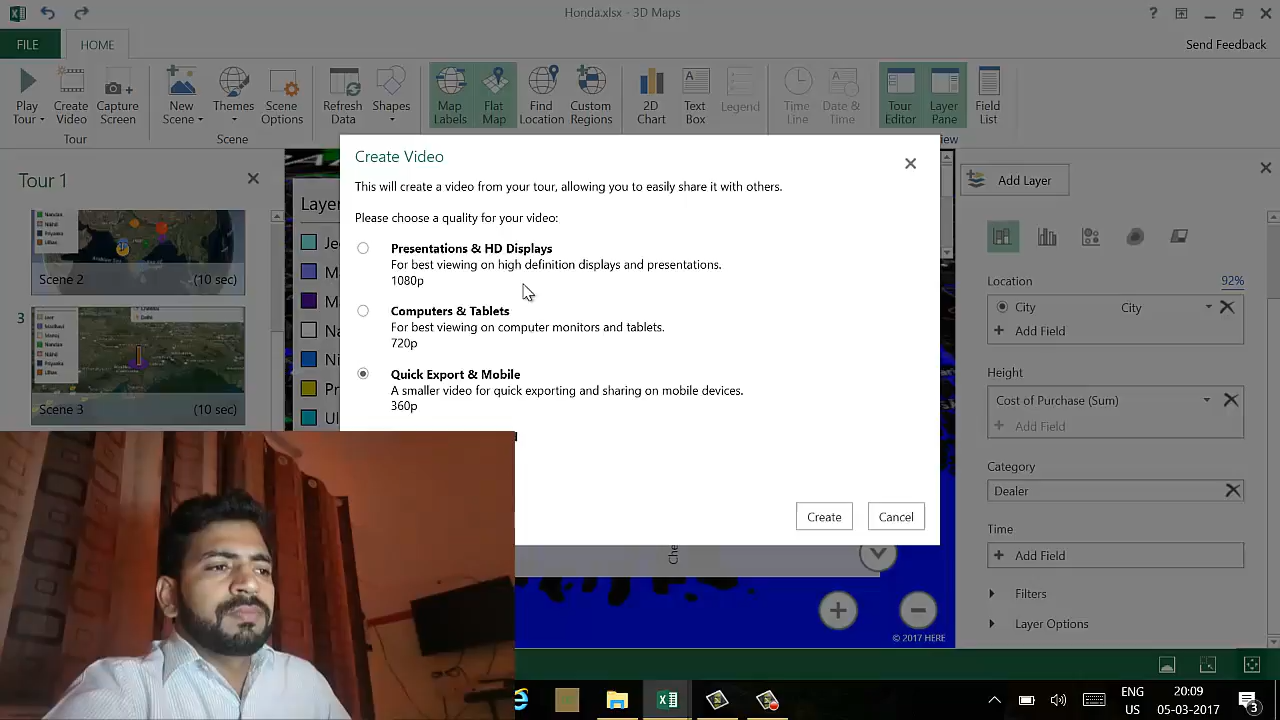 Honda.xlsx - 3D Maps
FILE
HOME
Send Feedback
Play Tour
Create Video
Capture Screen
New Scene
Themes
Scene Options
Refresh Data
Shapes
Map Labels
Flat Map
Find Location
Custom Regions
2D Chart
Text Box
Legend
Time Line
Date & Time
Tour Editor
Layer Pane
Field List
Tour
Scene
Tour 1
Scene 2 (10 sec)
3
Scene 3 (10 sec)
Create Video
This will create a video from your tour, allowing you to easily share it with others.
Please choose a quality for your video:
Presentations & HD Displays
For best viewing on high definition displays and presentations.
1080p
Computers & Tablets
For best viewing on computer monitors and tablets.
720p
Quick Export & Mobile
A smaller video for quick exporting and sharing on mobile devices.
360p
Create
Cancel
Add Layer
Location
92%
City City
Add Field
Height
Cost of Purchase (Sum)
Add Field
Category
Dealer
Time
Add Field
Filters
Layer Options
© 2017 HERE
ENG
US
20:09
05-03-2017
3